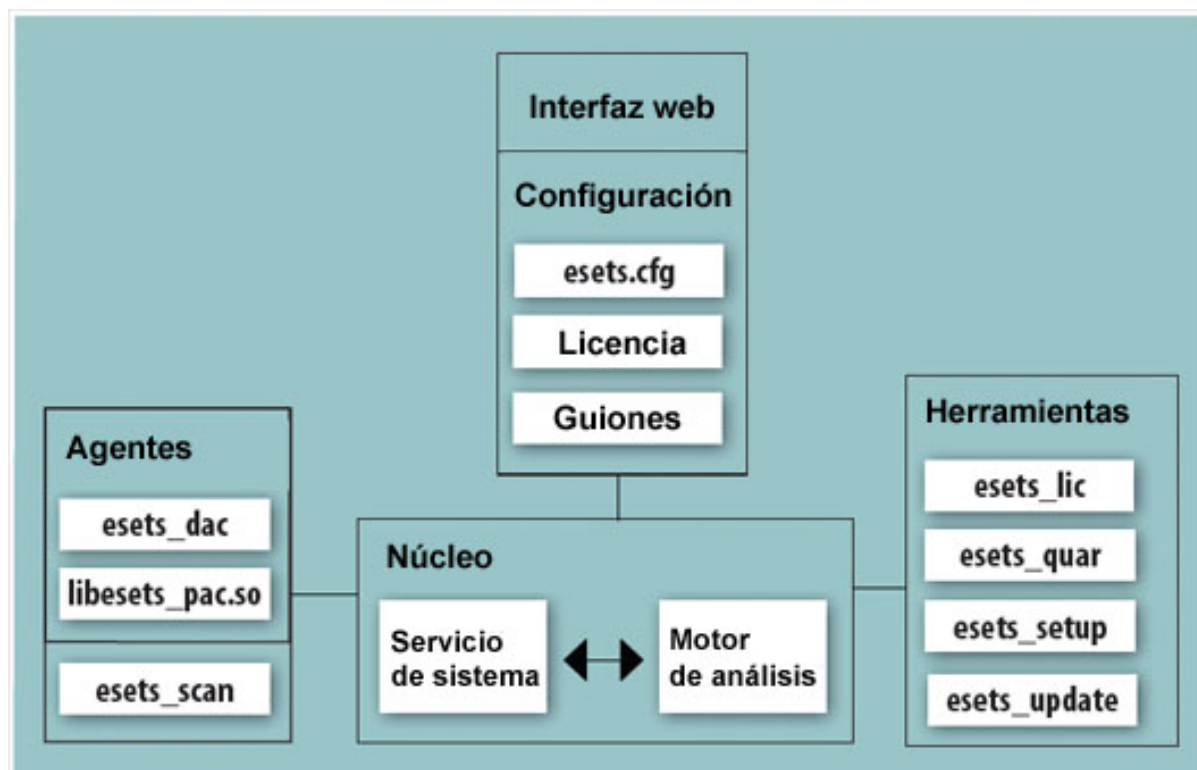 Interfaz web
Configuración
esets.cfg
Licencia
Guiones
Agentes
esets_dac
libesets_pac.so
esets_scan
Núcleo
Servicio
de sistema
Motor
de análisis
Herramientas
esets_lic
esets_quar
esets_setup
esets_update